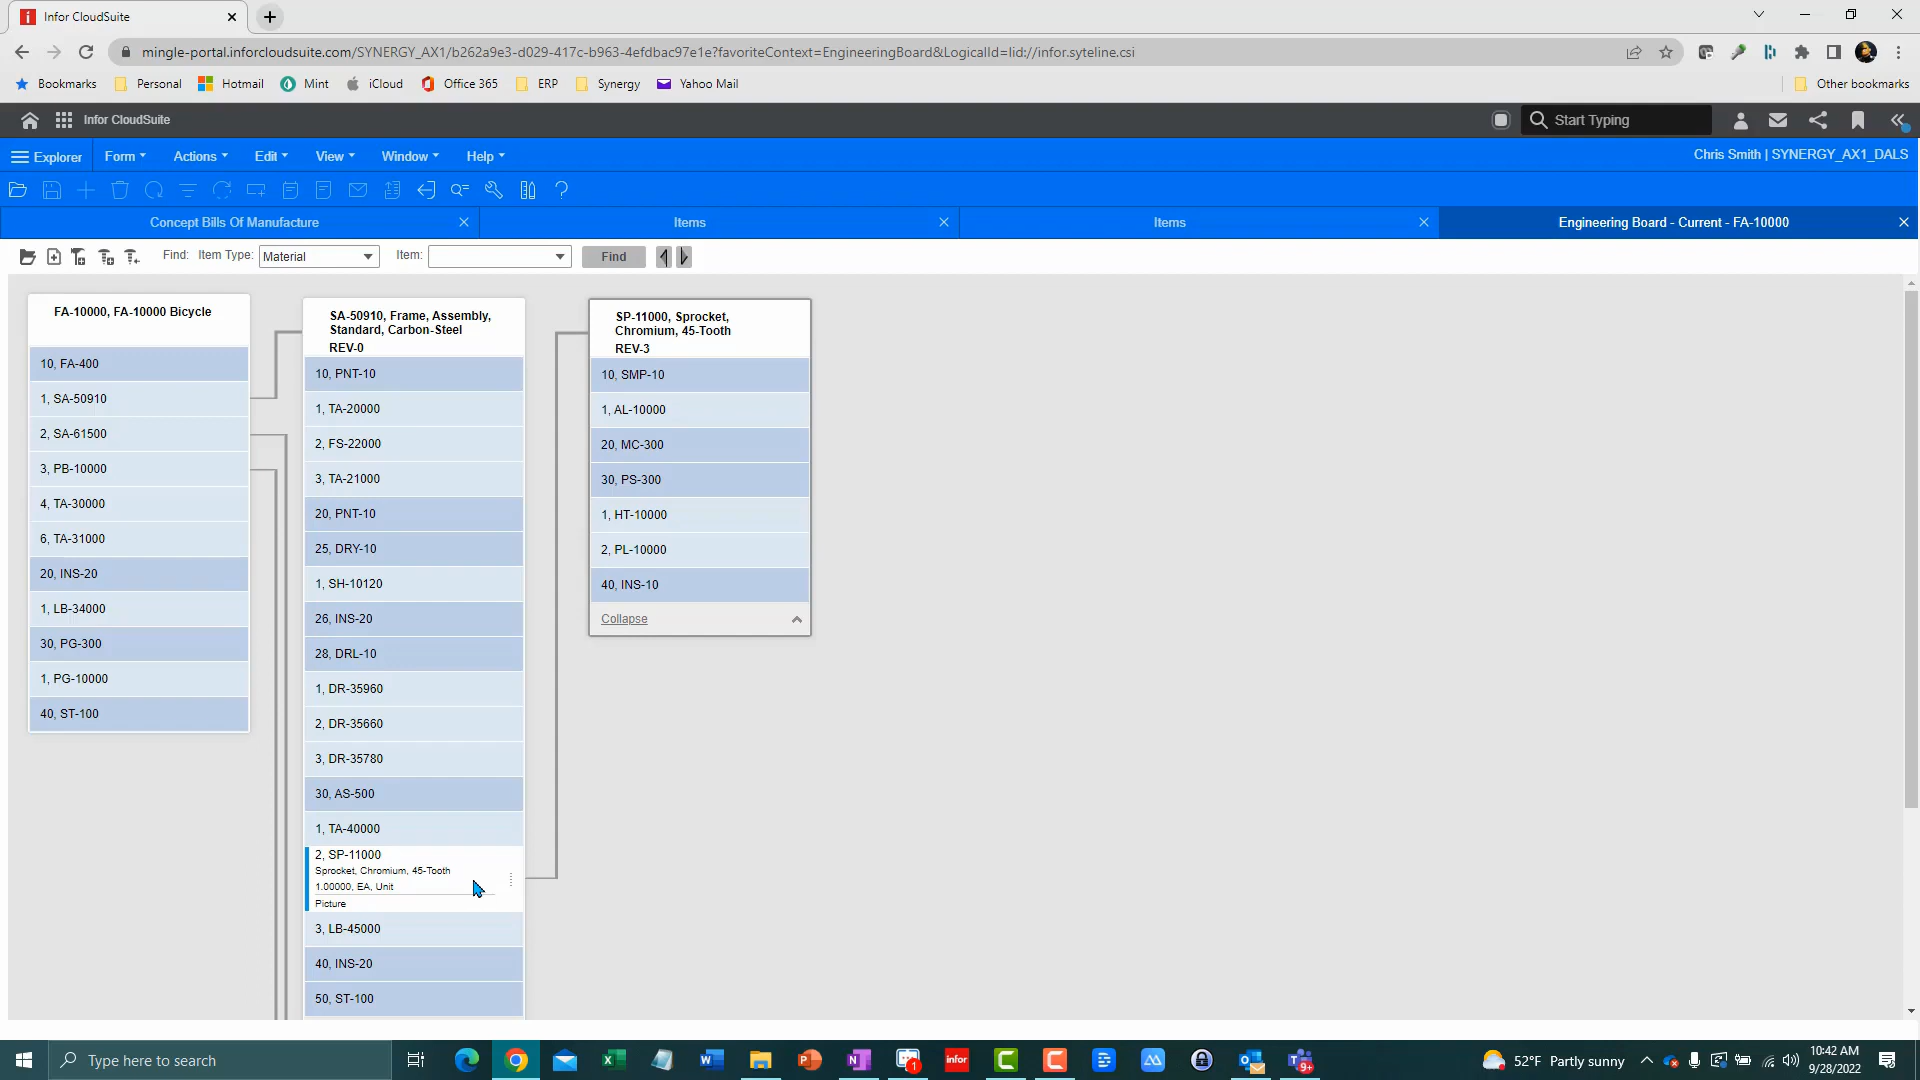 Infor CloudSuite
mingle-portal.inforcloudsuite.com/SYNERGY_AX1/b262a9e3-d029-417c-b963-4efdbac97e1e?favoriteContext=EngineeringBoard&LogicalId=lid://infor.syteline.csi
Bookmarks Personal Hotmail Mint iCloud Office 365 ERP Synergy Yahoo Mail Other bookmarks
Infor CloudSuite Start Typing
Explorer Form Actions Edit View Window Help Chris Smith | SYNERGY_AX1_DALS
Concept Bills Of Manufacture Items Items Engineering Board - Current - FA-10000
Find: Item Type: Material Item: Find
FA-10000, FA-10000 Bicycle
10, FA-400
1, SA-50910
2, SA-61500
3, PB-10000
4, TA-30000
6, TA-31000
20, INS-20
1, LB-34000
30, PG-300
1, PG-10000
40, ST-100
SA-50910, Frame, Assembly,
Standard, Carbon-Steel
REV-0
10, PNT-10
1, TA-20000
2, FS-22000
3, TA-21000
20, PNT-10
25, DRY-10
1, SH-10120
26, INS-20
28, DRL-10
1, DR-35960
2, DR-35660
3, DR-35780
30, AS-500
1, TA-40000
2, SP-11000
Sprocket, Chromium, 45-Tooth
1.00000, EA, Unit
Picture
3, LB-45000
40, INS-20
50, ST-100
SP-11000, Sprocket,
Chromium, 45-Tooth
REV-3
10, SMP-10
1, AL-10000
20, MC-300
30, PS-300
1, HT-10000
2, PL-10000
40, INS-10
Collapse
Type here to search
infor
1
9+
52°F Partly sunny
10:42 AM
9/28/2022